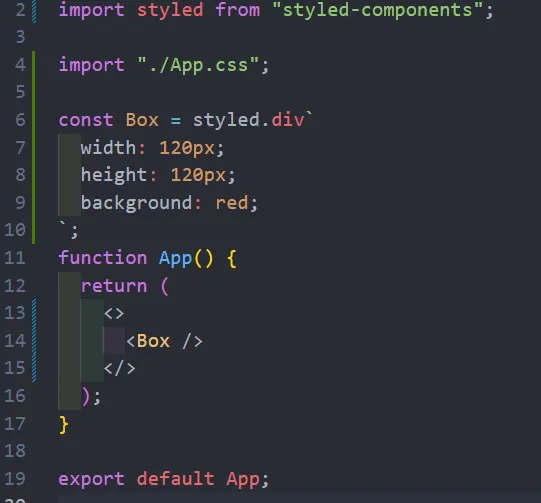 2 import styled from "styled-components";
3
4 import "./App.css";
5
6 const Box = styled.div`
7 width: 120px;
8 height: 120px;
9 background: red;
10 `;
11 function App() {
12 return (
13 <>
14 <Box />
15 </>
16 );
17 }
18
19 export default App;
20